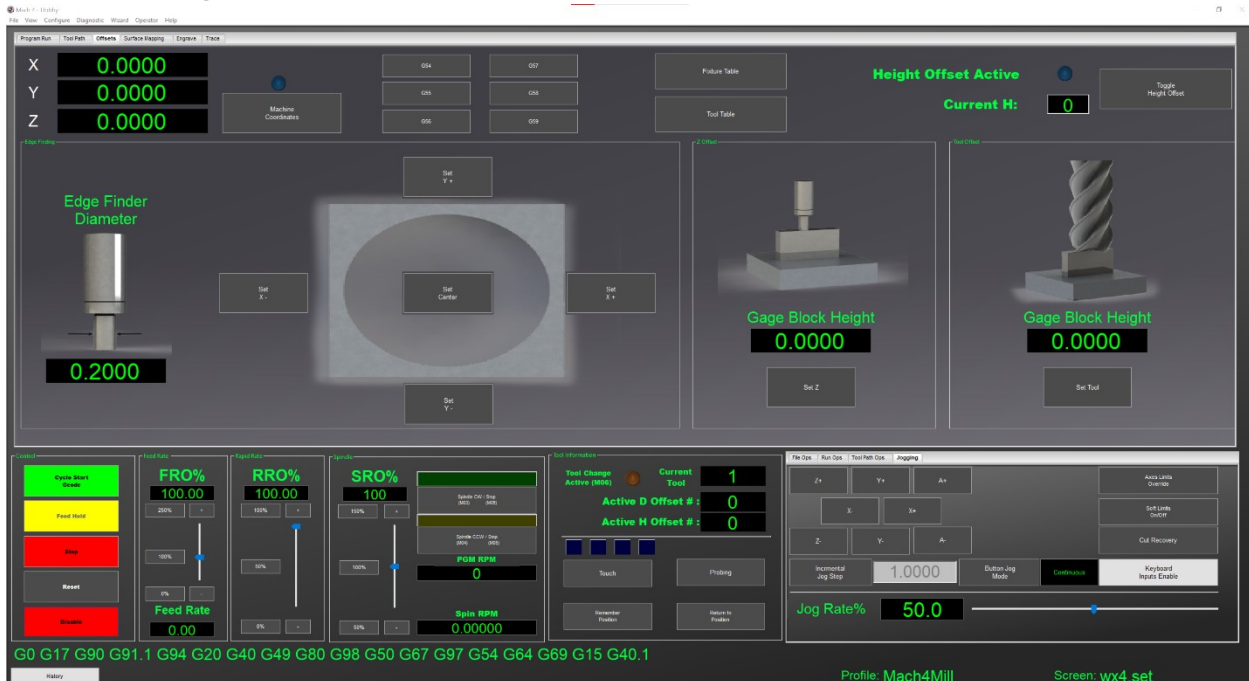 Mach 4 - Hobby
File View Configure Diagnostic Wizard Operator Help
Program Run Tool Path Offsets Surface Mapping Engrave Trace
X 0.0000
Y 0.0000
Z 0.0000
Machine
Coordinates
G54 G57
G55 G58
G56 G59
Fixture Table
Tool Table
Height Offset Active
Current H: 0
Toggle
Height Offset
Edge Finding
Edge Finder
Diameter
0.2000
Set
Y +
Set
X -
Set
Center
Set
X +
Set
Y -
Z Offset
Gage Block Height
0.0000
Set Z
Tool Offset
Gage Block Height
0.0000
Set Tool
Control
Cycle Start
Gcode
Feed Hold
Stop
Reset
Disable
Feed Rate
FRO%
100.00
250% +
100%
0% -
Feed Rate
0.00
Rapid Rate
RRO%
100.00
100% +
50%
0% -
Spindle
SRO%
100
150% +
100%
50% -
Spindle CW / Stop
(M03) (M05)
Spindle CCW / Stop
(M04) (M05)
PGM RPM
0
Spin RPM
0.00000
Tool Information
Tool Change
Active (M06)
Current
Tool
1
Active D Offset # : 0
Active H Offset # : 0
Touch Probing
Remember
Position
Return to
Position
File Ops Run Ops Tool Path Ops Jogging
Z+ Y+ A+
X- X+
Z- Y- A-
Axes Limits
Override
Soft Limits
On/Off
Cut Recovery
Incremental
Jog Step
1.0000
Button Jog
Mode
Continuous
Keyboard
Inputs Enable
Jog Rate% 50.0
G0 G17 G90 G91.1 G94 G20 G40 G49 G80 G98 G50 G67 G97 G54 G64 G69 G15 G40.1
History
Profile: Mach4Mill
Screen: wx4 set